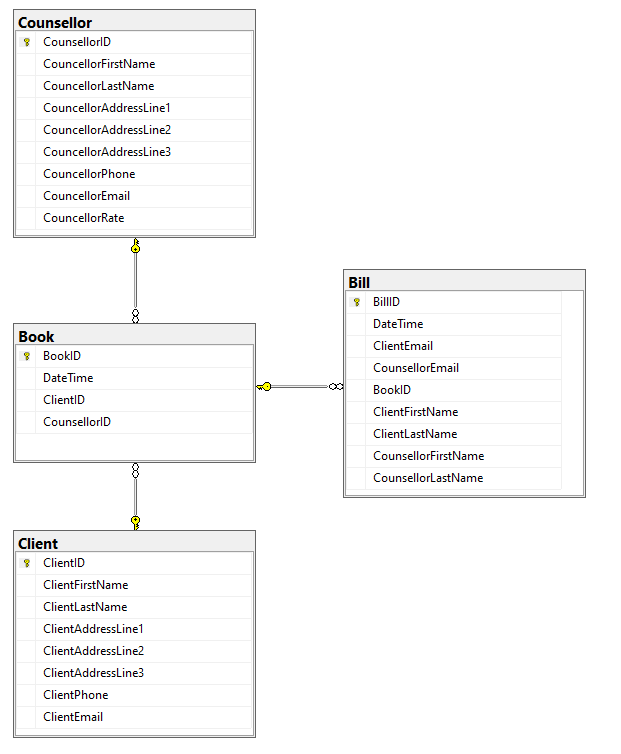 Counsellor
CounsellorID
CouncellorFirstName
CouncellorLastName
CouncellorAddressLine1
CouncellorAddressLine2
CouncellorAddressLine3
CouncellorPhone
CouncellorEmail
CouncellorRate
Bill
BillID
DateTime
ClientEmail
CounsellorEmail
BookID
ClientFirstName
ClientLastName
CounsellorFirstName
CounsellorLastName
Book
BookID
DateTime
ClientID
CounsellorID
Client
ClientID
ClientFirstName
ClientLastName
ClientAddressLine1
ClientAddressLine2
ClientAddressLine3
ClientPhone
ClientEmail